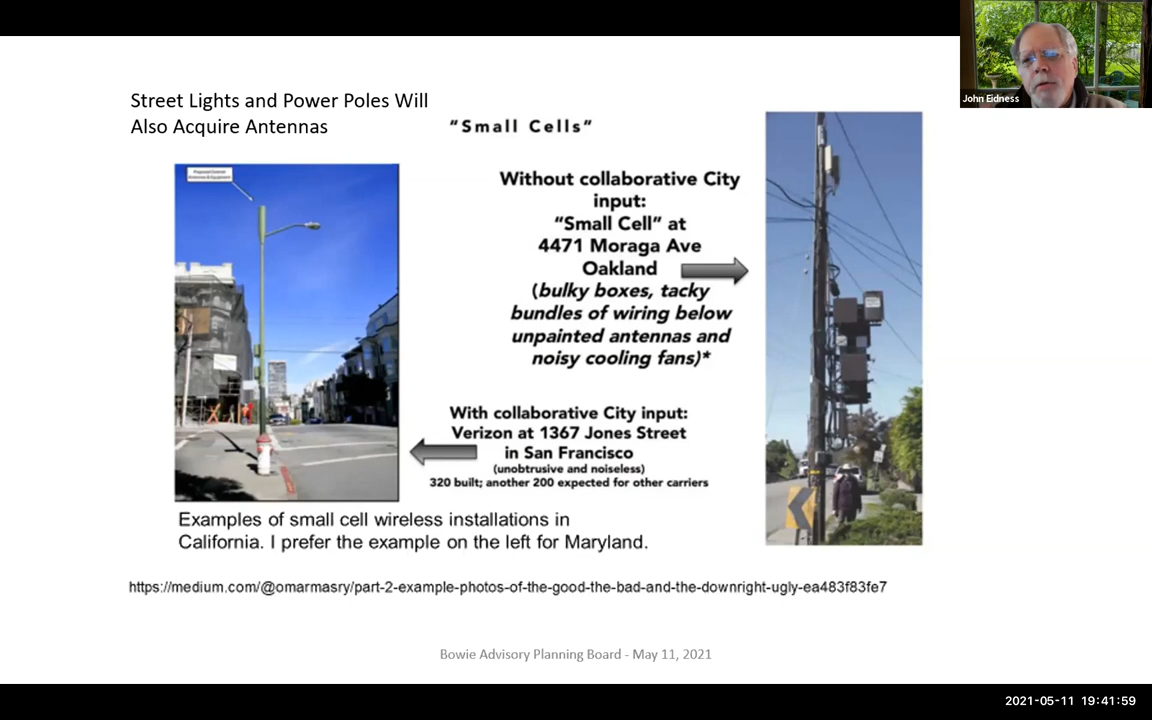 John Eidness
Street Lights and Power Poles Will
Also Acquire Antennas
“Small Cells”
Without collaborative City
input:
“Small Cell” at
4471 Moraga Ave
Oakland
(bulky boxes, tacky
bundles of wiring below
unpainted antennas and
noisy cooling fans)*
With collaborative City input:
Verizon at 1367 Jones Street
in San Francisco
(unobtrusive and noiseless)
320 built; another 200 expected for other carriers
Examples of small cell wireless installations in
California. I prefer the example on the left for Maryland.
https://medium.com/@omarmasry/part-2-example-photos-of-the-good-the-bad-and-the-downright-ugly-ea483f83fe7
Bowie Advisory Planning Board - May 11, 2021
2021-05-11 19:41:59